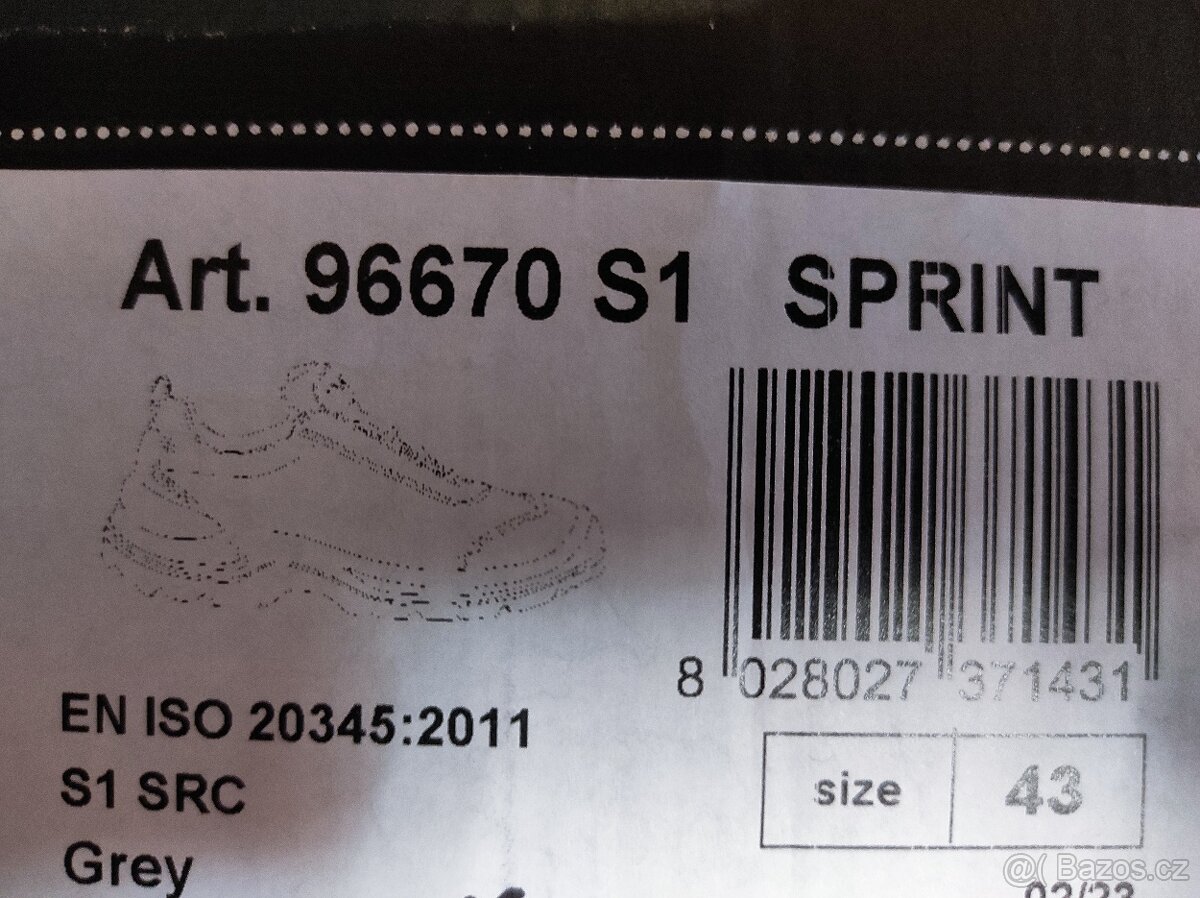 Art. 96670 S1 SPRINT
8 028027 371431
EN ISO 20345:2011
S1 SRC
size 43
Grey
@( Bazos.cz